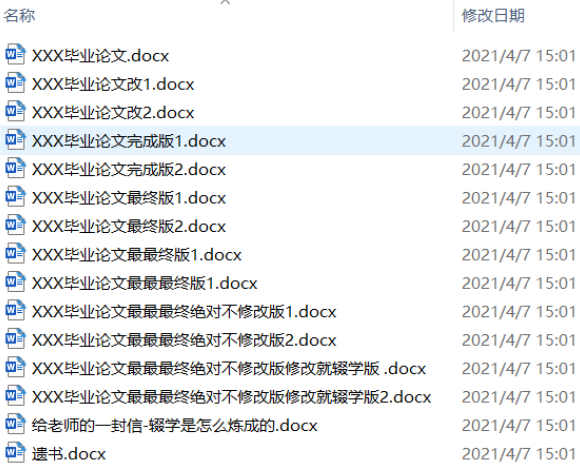 名称 修改日期
XXX毕业论文.docx 2021/4/7 15:01
XXX毕业论文改1.docx 2021/4/7 15:01
XXX毕业论文改2.docx 2021/4/7 15:01
XXX毕业论文完成版1.docx 2021/4/7 15:01
XXX毕业论文完成版2.docx 2021/4/7 15:01
XXX毕业论文最终版1.docx 2021/4/7 15:01
XXX毕业论文最终版2.docx 2021/4/7 15:01
XXX毕业论文最最终版1.docx 2021/4/7 15:01
XXX毕业论文最最最终版1.docx 2021/4/7 15:01
XXX毕业论文最最最终绝对不修改版1.docx 2021/4/7 15:01
XXX毕业论文最最最终绝对不修改版2.docx 2021/4/7 15:01
XXX毕业论文最最最终绝对不修改版修改就辍学版 .docx 2021/4/7 15:01
XXX毕业论文最最最终绝对不修改版修改就辍学版2.docx 2021/4/7 15:01
给老师的一封信-辍学是怎么炼成的.docx 2021/4/7 15:01
遗书.docx 2021/4/7 15:01